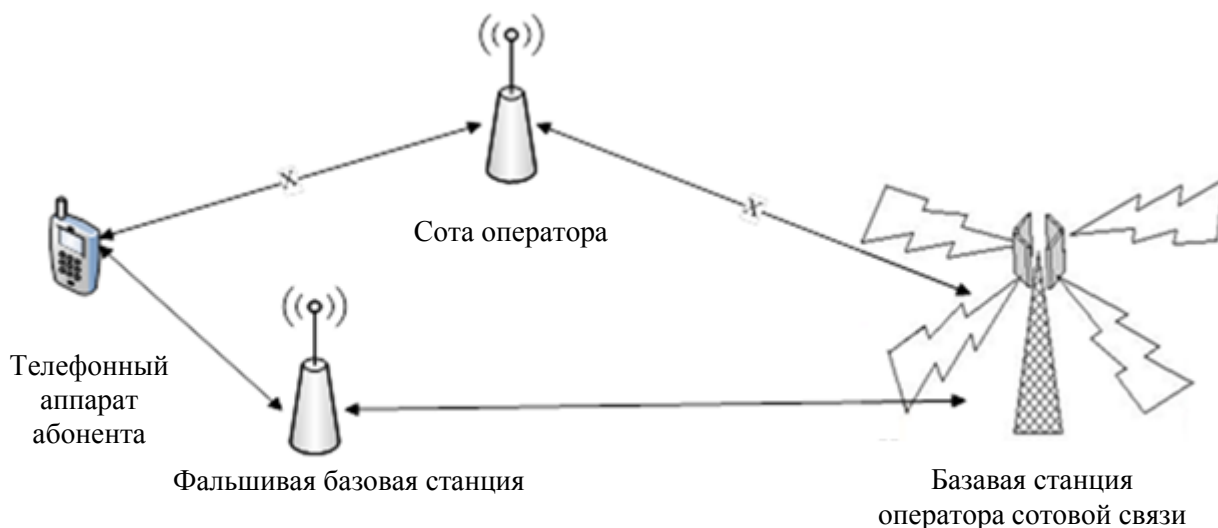 X
X
Сота оператора
Телефонный
аппарат
абонента
Фальшивая базовая станция
Базавая станция
оператора сотовой связи